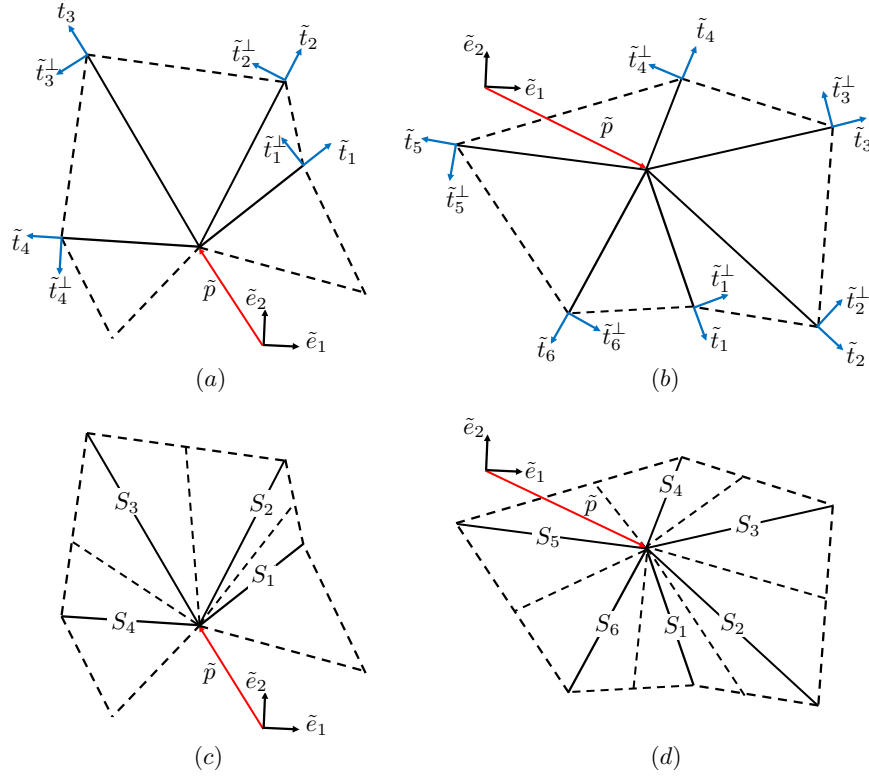 t₃
t̃₃^⊥
t̃₂^⊥
t̃₂
t̃₁^⊥
t̃₁
t̃₄
t̃₄^⊥
p̃
ẽ₂
ẽ₁
(a)
ẽ₂
ẽ₁
p̃
t̃₄^⊥
t̃₄
t̃₃^⊥
t̃₃
t̃₅
t̃₅^⊥
t̃₁^⊥
t̃₂^⊥
t̃₆
t̃₆^⊥
t̃₁
t̃₂
(b)
S₃
S₂
S₁
S₄
p̃
ẽ₂
ẽ₁
(c)
ẽ₂
ẽ₁
p̃
S₄
S₃
S₅
S₆
S₁
S₂
(d)